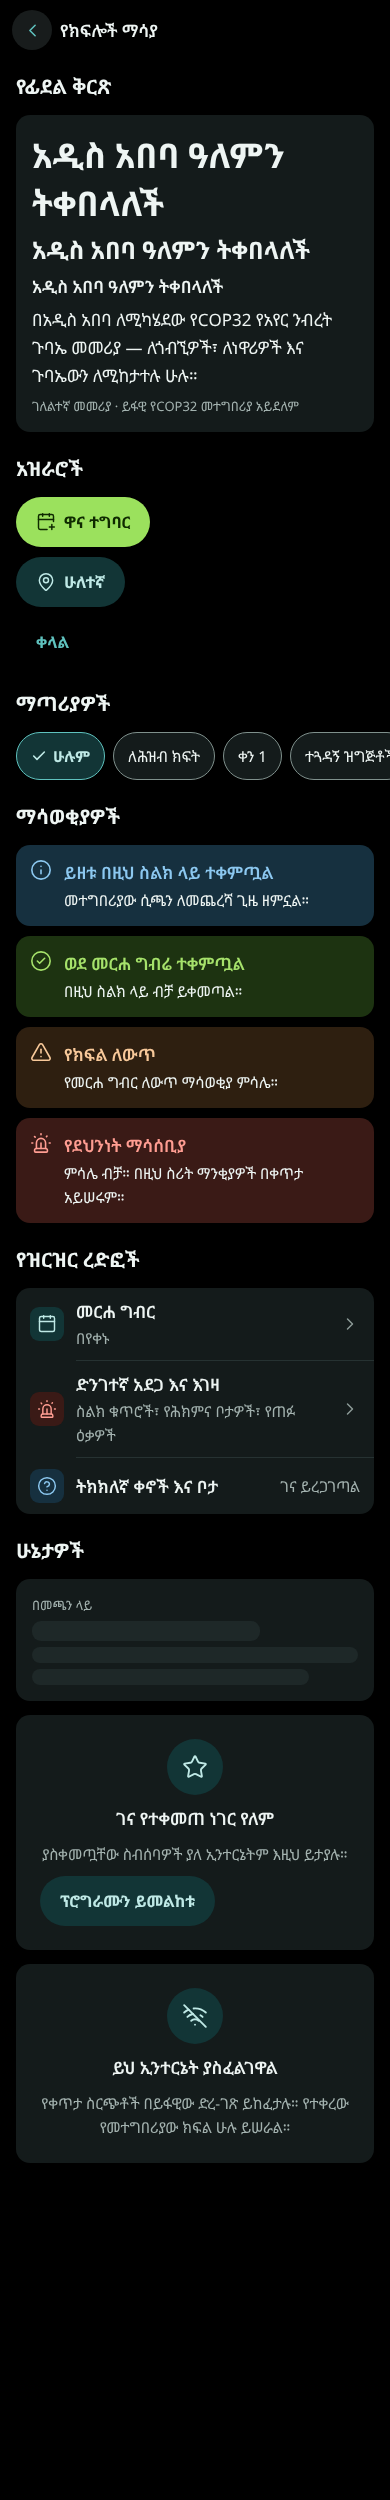 የክፍሎች ማሳያ
የፊደል ቅርጽ
አዲስ አበባ ዓለምን
ትቀበላለች
አዲስ አበባ ዓለምን ትቀበላለች
አዲስ አበባ ዓለምን ትቀበላለች
በአዲስ አበባ ለሚካሄደው የCOP32 የአየር ንብረት
ጉባኤ መመሪያ — ለጎብኚዎች፣ ለነዋሪዎች እና
ጉባኤውን ለሚከታተሉ ሁሉ።
ገለልተኛ መመሪያ · ይፋዊ የCOP32 መተግበሪያ አይደለም
አዝራሮች
ዋና ተግባር
ሁለተኛ
ቀላል
ማጣሪያዎች
ሁሉም ለሕዝብ ክፍት ቀን 1 ተጓዳኝ ዝግጅቶች
ማሳወቂያዎች
ይዘቱ በዚህ ስልክ ላይ ተቀምጧል
መተግበሪያው ሲጫን ለመጨረሻ ጊዜ ዘምኗል።
ወደ መርሐ ግብሬ ተቀምጧል
በዚህ ስልክ ላይ ብቻ ይቀመጣል።
የክፍል ለውጥ
የመርሐ ግብር ለውጥ ማሳወቂያ ምሳሌ።
የደህንነት ማሳሰቢያ
ምሳሌ ብቻ። በዚህ ስሪት ማንቂያዎች በቀጥታ
አይሠሩም።
የዝርዝር ረድፎች
መርሐ ግብር
በየቀኑ
ድንገተኛ አደጋ እና እገዛ
ስልክ ቁጥሮች፣ የሕክምና ቦታዎች፣ የጠፉ
ዕቃዎች
ትክክለኛ ቀኖች እና ቦታ ገና ይረጋገጣል
ሁኔታዎች
በመጫን ላይ
ገና የተቀመጠ ነገር የለም
ያስቀመጧቸው ስብሰባዎች ያለ ኢንተርኔትም እዚህ ይታያሉ።
ፕሮግራሙን ይመልከቱ
ይህ ኢንተርኔት ያስፈልገዋል
የቀጥታ ስርጭቶች በይፋዊው ድረ-ገጽ ይከፈታሉ። የተቀረው
የመተግበሪያው ክፍል ሁሉ ይሠራል።